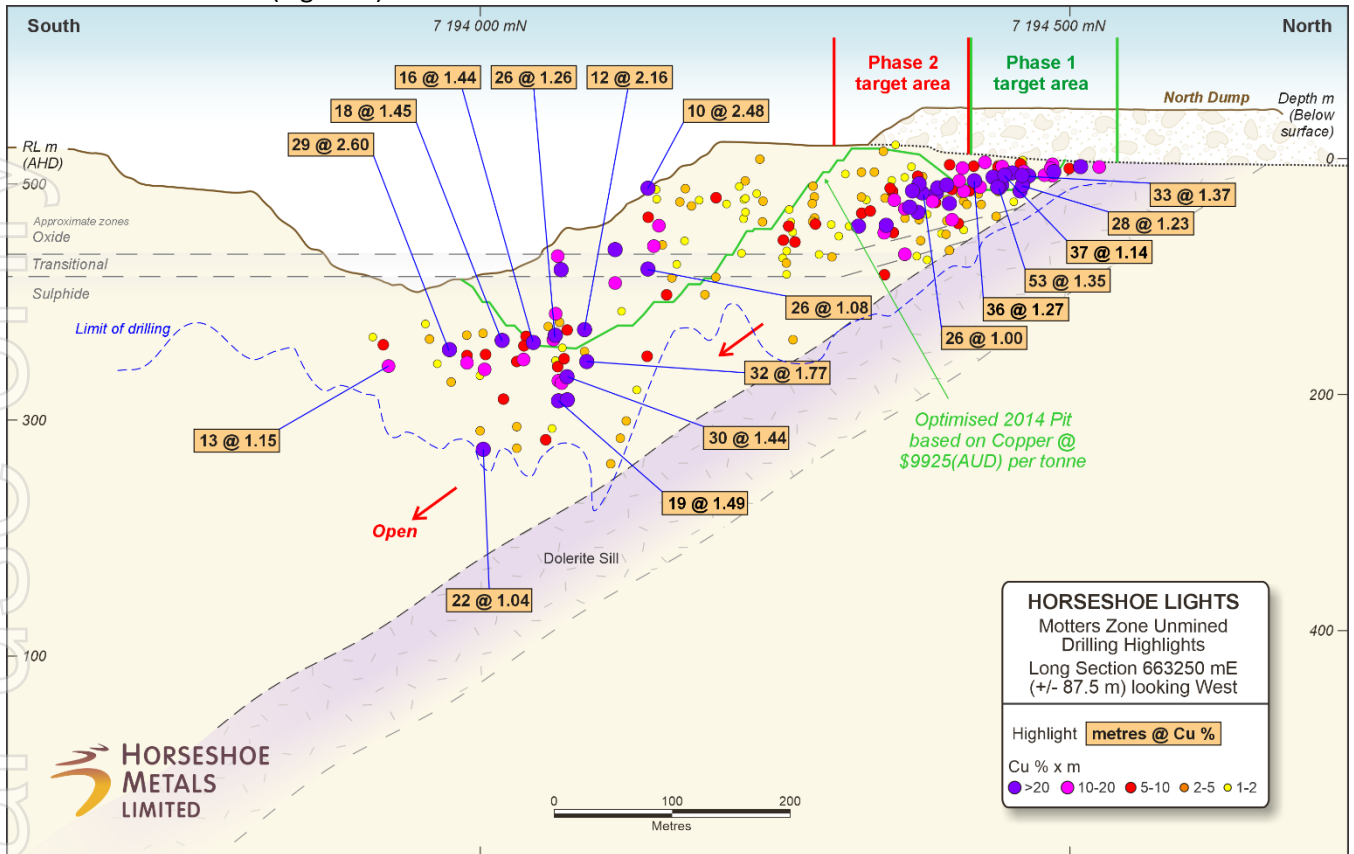 South
7 194 000 mN
7 194 500 mN
North
Phase 2
target area
Phase 1
target area
North Dump
Depth m
(Below
surface)
0
200
400
RL m
(AHD)
500
300
100
Approximate zones
Oxide
Transitional
Sulphide
Limit of drilling
16 @ 1.44
26 @ 1.26
12 @ 2.16
18 @ 1.45
10 @ 2.48
29 @ 2.60
33 @ 1.37
28 @ 1.23
37 @ 1.14
53 @ 1.35
36 @ 1.27
26 @ 1.00
26 @ 1.08
32 @ 1.77
30 @ 1.44
19 @ 1.49
13 @ 1.15
22 @ 1.04
Open
Optimised 2014 Pit
based on Copper @
$9925(AUD) per tonne
Dolerite Sill
HORSESHOE LIGHTS
Motters Zone Unmined
Drilling Highlights
Long Section 663250 mE
(+/- 87.5 m) looking West
Highlight metres @ Cu %
Cu % x m
>20 10-20 5-10 2-5 1-2
HORSESHOE
METALS
LIMITED
0 100 200
Metres